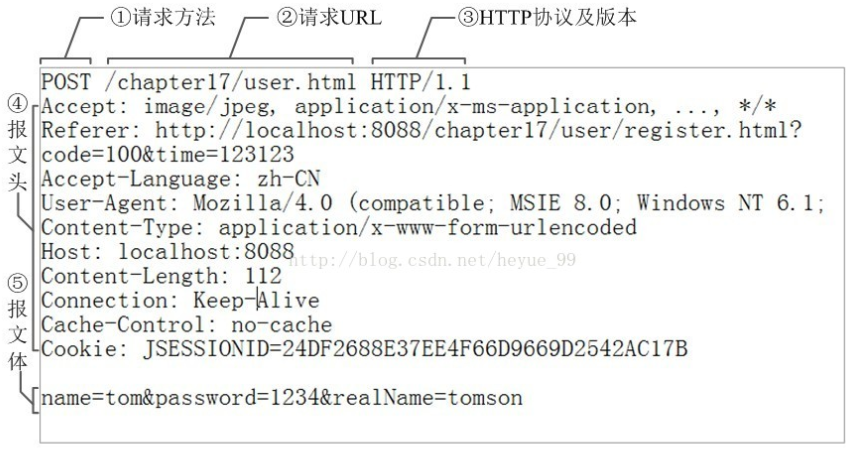 ①请求方法 ②请求URL ③HTTP协议及版本
POST /chapter17/user.html HTTP/1.1
④报文头
Accept: image/jpeg, application/x-ms-application, ..., */*
Referer: http://localhost:8088/chapter17/user/register.html?
code=100&time=123123
Accept-Language: zh-CN
User-Agent: Mozilla/4.0 (compatible; MSIE 8.0; Windows NT 6.1;
Content-Type: application/x-www-form-urlencoded
Host: localhost:8088
http://blog.csdn.net/heyue_99
Content-Length: 112
Connection: Keep-Alive
Cache-Control: no-cache
Cookie: JSESSIONID=24DF2688E37EE4F66D9669D2542AC17B
⑤报文体
name=tom&password=1234&realName=tomson